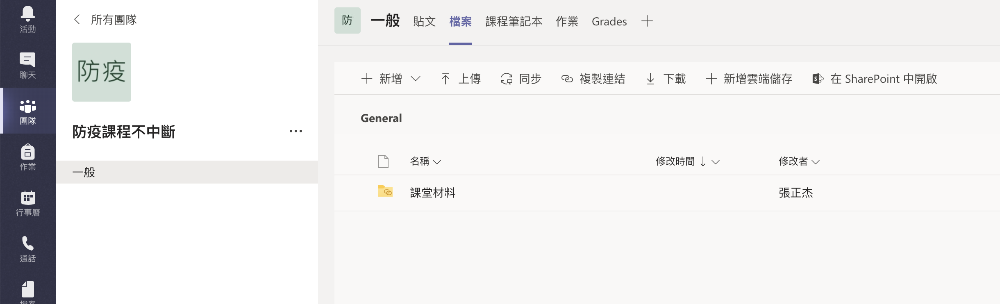 活動
聊天
團隊
作業
行事曆
通話
檔案
所有團隊
防疫
防疫課程不中斷
一般
防 一般 貼文 檔案 課程筆記本 作業 Grades
新增 上傳 同步 複製連結 下載 新增雲端儲存 在 SharePoint 中開啟
General
名稱 修改時間 修改者
課堂材料 張正杰